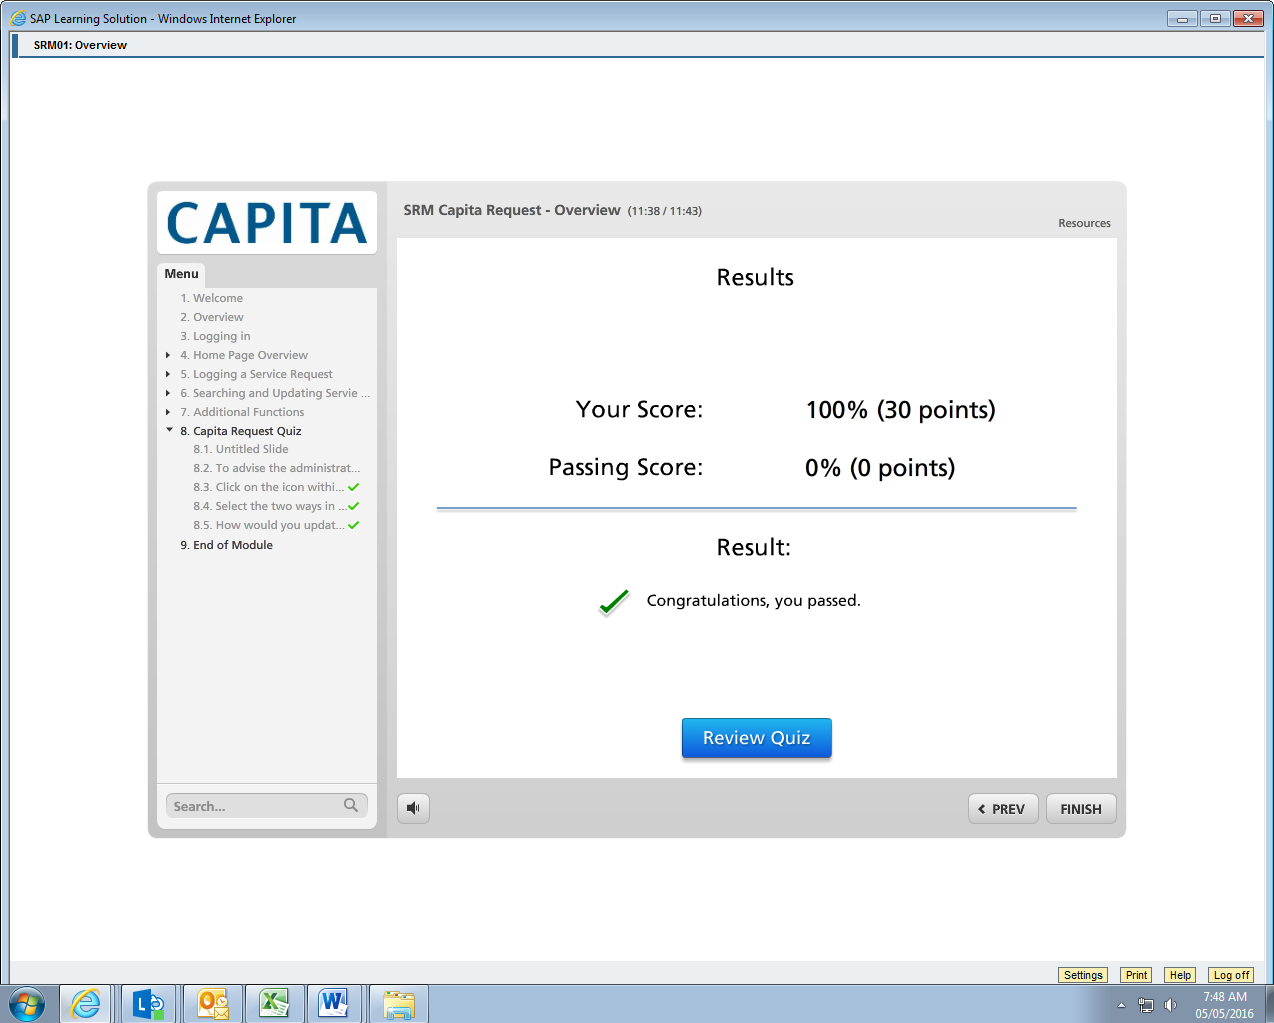 SAP Learning Solution - Windows Internet Explorer
SRM01: Overview
CAPITA
SRM Capita Request - Overview (11:38 / 11:43)
Resources
Menu
1. Welcome
2. Overview
3. Logging in
4. Home Page Overview
5. Logging a Service Request
6. Searching and Updating Servie ...
7. Additional Functions
8. Capita Request Quiz
8.1. Untitled Slide
8.2. To advise the administrat...
8.3. Click on the icon withi...
8.4. Select the two ways in ...
8.5. How would you updat...
9. End of Module
Search...
Results
Your Score: 100% (30 points)
Passing Score: 0% (0 points)
Result:
Congratulations, you passed.
Review Quiz
PREV
FINISH
Settings
Print
Help
Log off
7:48 AM
05/05/2016